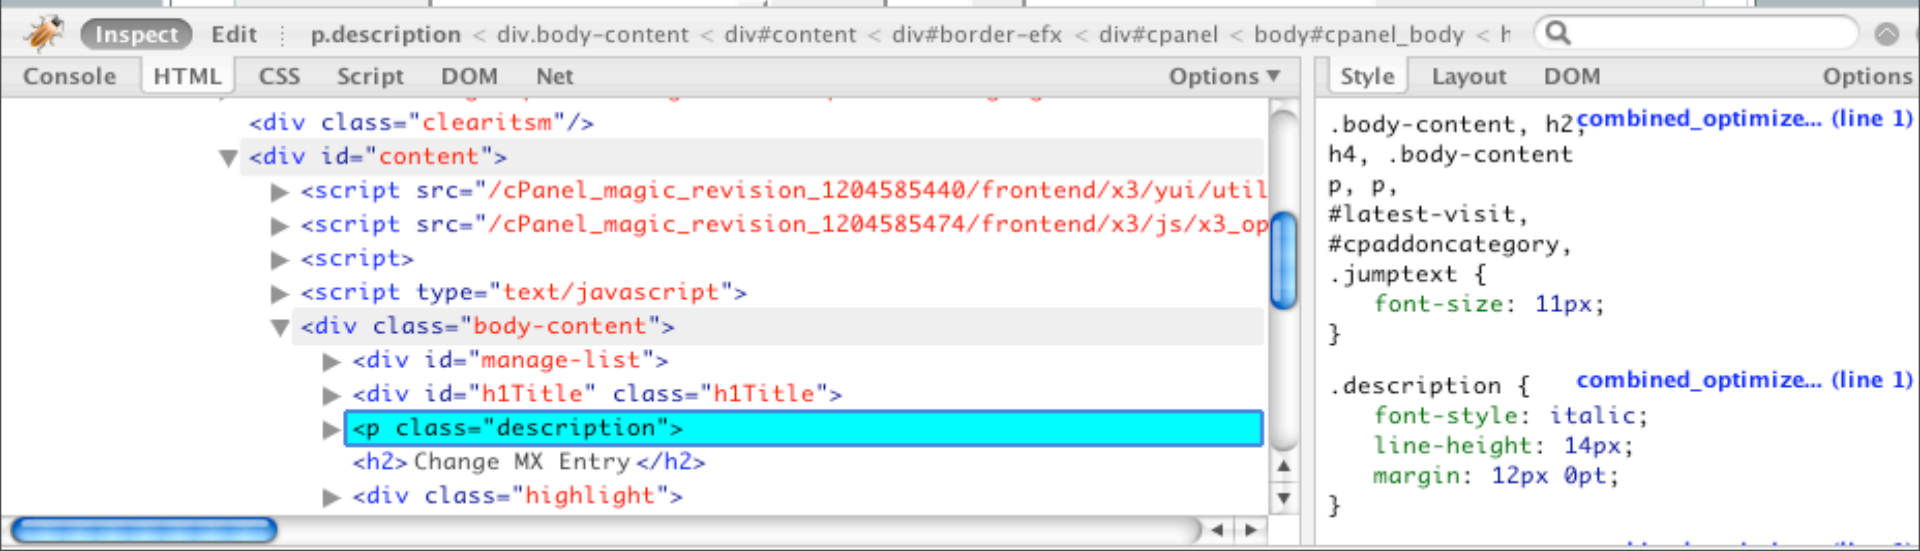 Inspect Edit p.description < div.body-content < div#content < div#border-efx < div#cpanel < body#cpanel_body < h
Console HTML CSS Script DOM Net Options ▼
<div class="clearitsm"/>
▼ <div id="content">
▶ <script src="/cPanel_magic_revision_1204585440/frontend/x3/yui/util
▶ <script src="/cPanel_magic_revision_1204585474/frontend/x3/js/x3_op
▶ <script>
▶ <script type="text/javascript">
▼ <div class="body-content">
▶ <div id="manage-list">
▶ <div id="h1Title" class="h1Title">
▶ <p class="description">
<h2>Change MX Entry</h2>
▶ <div class="highlight">
Style Layout DOM Options
.body-content, h2, combined_optimize... (line 1)
h4, .body-content
p, p,
#latest-visit,
#cpaddoncategory,
.jumptext {
font-size: 11px;
}
.description { combined_optimize... (line 1)
font-style: italic;
line-height: 14px;
margin: 12px 0pt;
}